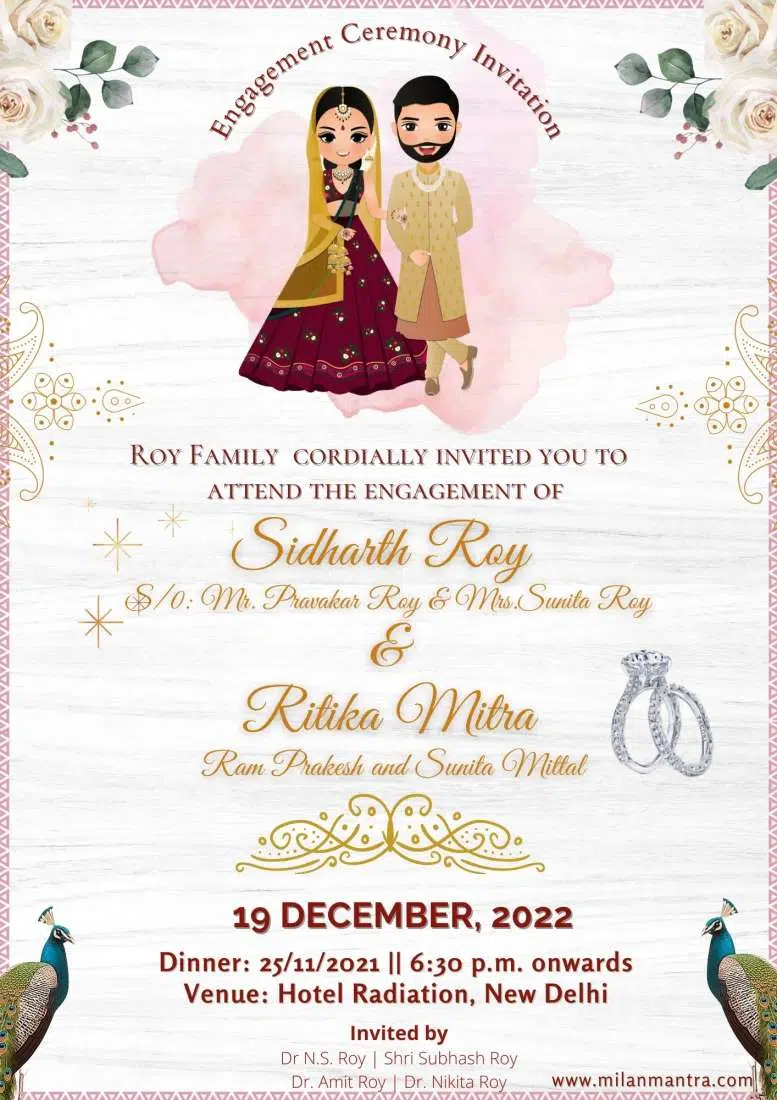 Engagement Ceremony Invitation
Roy Family cordially invited you to
attend the engagement of
Sidharth Roy
S/O: Mr. Pravakar Roy & Mrs.Sunita Roy
&
Ritika Mitra
Ram Prakesh and Sunita Mittal
19 DECEMBER, 2022
Dinner: 25/11/2021 || 6:30 p.m. onwards
Venue: Hotel Radiation, New Delhi
Invited by
Dr N.S. Roy | Shri Subhash Roy
Dr. Amit Roy | Dr. Nikita Roy
www.milanmantra.com